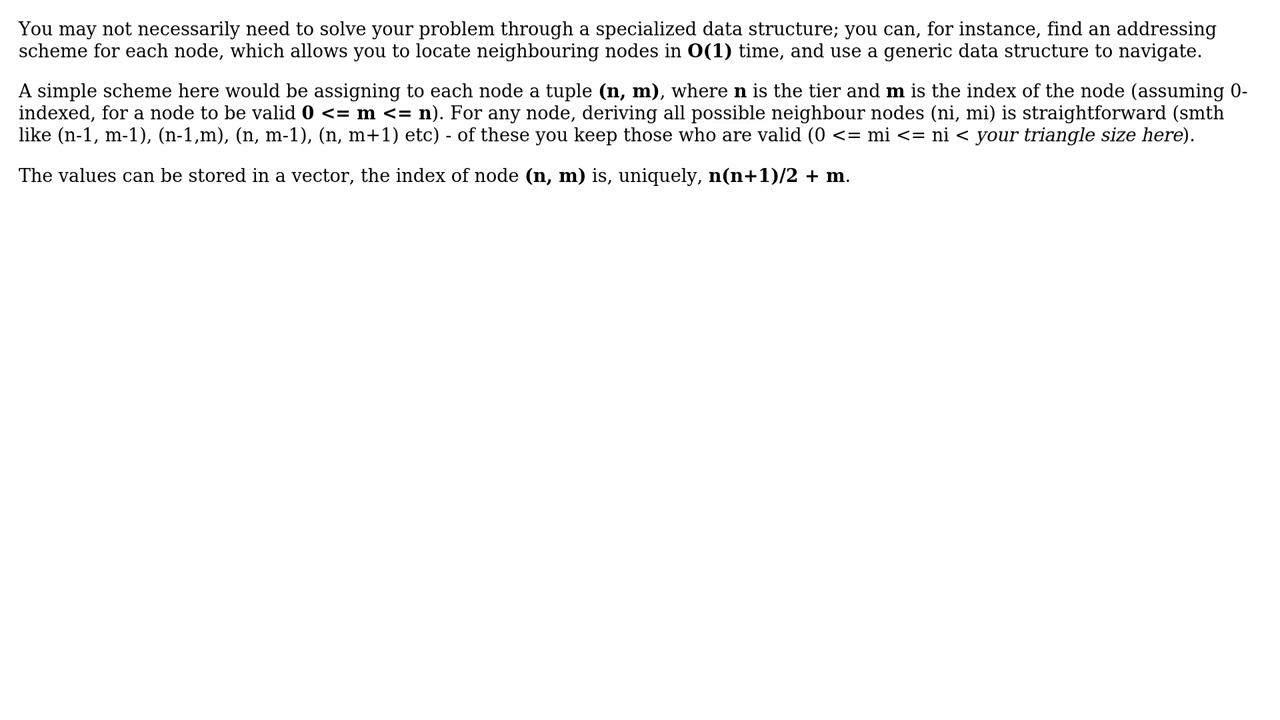 You may not necessarily need to solve your problem through a specialized data structure; you can, for instance, find an addressing
scheme for each node, which allows you to locate neighbouring nodes in O(1) time, and use a generic data structure to navigate.
A simple scheme here would be assigning to each node a tuple (n, m), where n is the tier and m is the index of the node (assuming 0-
indexed, for a node to be valid 0 <= m <= n). For any node, deriving all possible neighbour nodes (ni, mi) is straightforward (smth
like (n-1, m-1), (n-1,m), (n, m-1), (n, m+1) etc) - of these you keep those who are valid (0 <= mi <= ni < your triangle size here).
The values can be stored in a vector, the index of node (n, m) is, uniquely, n(n+1)/2 + m.